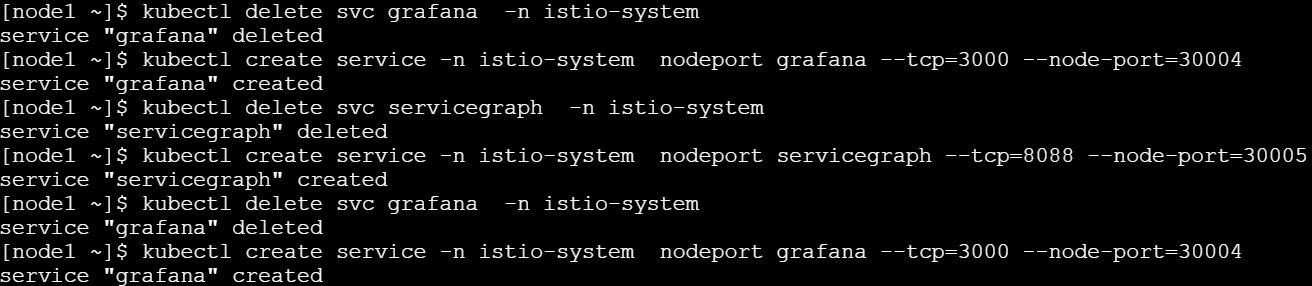 [node1 ~]$ kubectl delete svc grafana  -n istio-system
service "grafana" deleted
[node1 ~]$ kubectl create service -n istio-system  nodeport grafana --tcp=3000 --node-port=30004
service "grafana" created
[node1 ~]$ kubectl delete svc servicegraph  -n istio-system
service "servicegraph" deleted
[node1 ~]$ kubectl create service -n istio-system  nodeport servicegraph --tcp=8088 --node-port=30005
service "servicegraph" created
[node1 ~]$ kubectl delete svc grafana  -n istio-system
service "grafana" deleted
[node1 ~]$ kubectl create service -n istio-system  nodeport grafana --tcp=3000 --node-port=30004
service "grafana" created